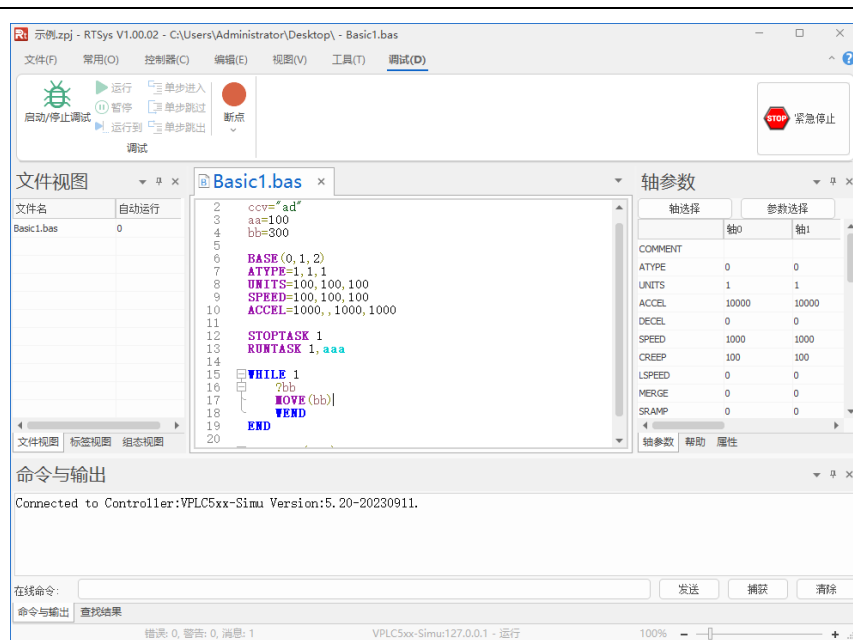 示例.zpj - RTSys V1.00.02 - C:\Users\Administrator\Desktop\ - Basic1.bas
文件(F) 常用(O) 控制器(C) 编辑(E) 视图(V) 工具(T) 调试(D)
启动/停止调试
运行
暂停
运行到
单步进入
单步跳过
单步跳出
断点
STOP 紧急停止
调试
文件视图
文件名 自动运行
Basic1.bas 0
文件视图 标签视图 组态视图
Basic1.bas ×
2 ccv="ad"
3 aa=100
4 bb=300
5
6 BASE(0,1,2)
7 ATYPE=1,1,1
8 UNITS=100,100,100
9 SPEED=100,100,100
10 ACCEL=1000,,1000,1000
11
12 STOPTASK 1
13 RUNTASK 1,aaa
14
15 WHILE 1
16 ?bb
17 MOVE(bb)
18 WEND
19 END
20
轴参数
轴选择 参数选择
轴0 轴1
COMMENT
ATYPE 0 0
UNITS 1 1
ACCEL 10000 10000
DECEL 0 0
SPEED 1000 1000
CREEP 100 100
LSPEED 0 0
MERGE 0 0
SRAMP 0 0
轴参数 帮助 属性
命令与输出
Connected to Controller:VPLC5xx-Simu Version:5.20-20230911.
在线命令: 发送 捕获 清除
命令与输出 查找结果
错误: 0, 警告: 0, 消息: 1 VPLC5xx-Simu:127.0.0.1 - 运行 100%